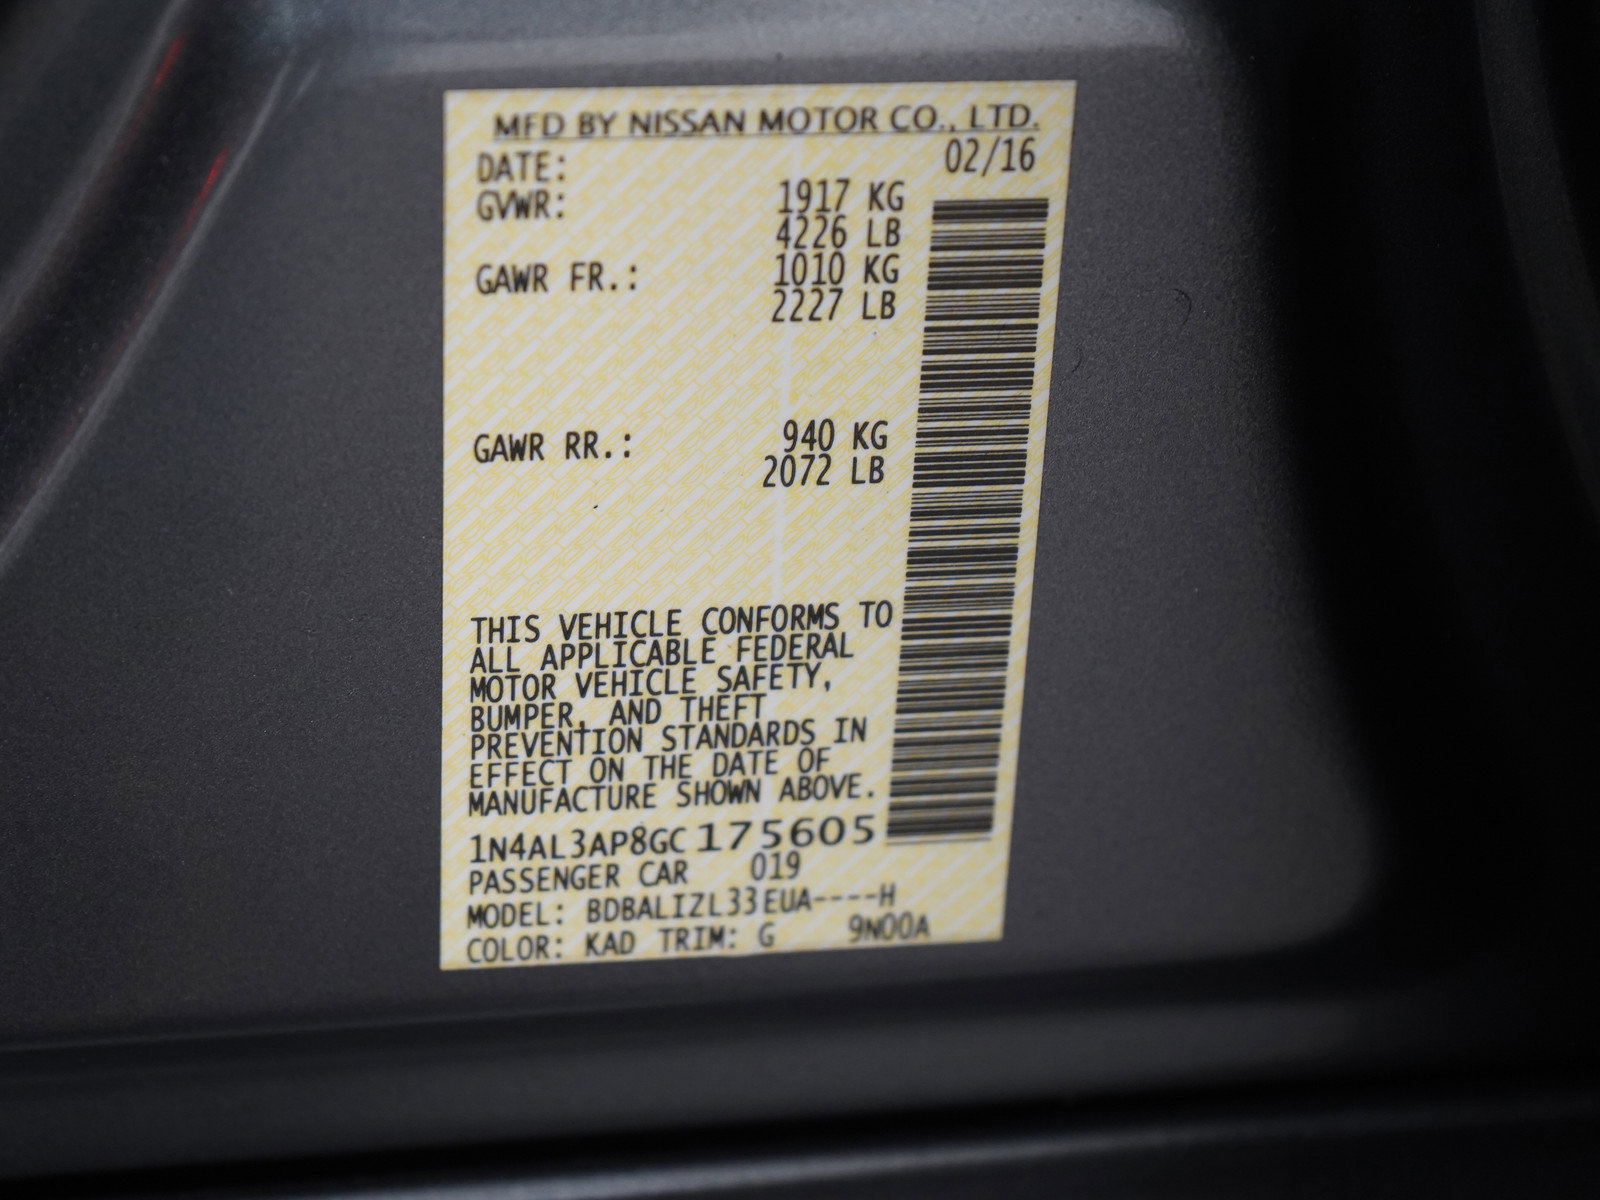 MFD BY NISSAN MOTOR CO., LTD.
DATE: 02/16
GVWR: 1917 KG
4226 LB
GAWR FR.: 1010 KG
2227 LB
GAWR RR.: 940 KG
2072 LB
THIS VEHICLE CONFORMS TO
ALL APPLICABLE FEDERAL
MOTOR VEHICLE SAFETY,
BUMPER, AND THEFT
PREVENTION STANDARDS IN
EFFECT ON THE DATE OF
MANUFACTURE SHOWN ABOVE.
1N4AL3AP8GC175605
PASSENGER CAR 019
MODEL: BDBALIZL33EUA----H
COLOR: KAD TRIM: G 9N00A